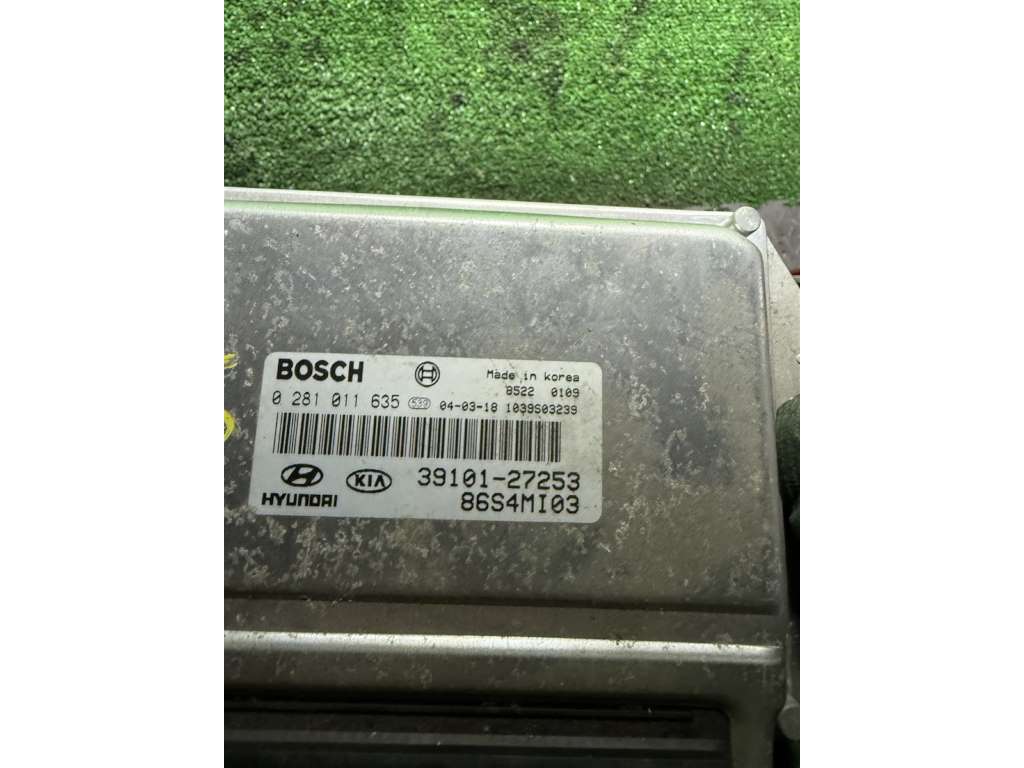 BOSCH Made in korea
8522 0109
0 281 011 635 04-03-18 1039S03239
39101-27253
HYUNDAI KIA 86S4MI03